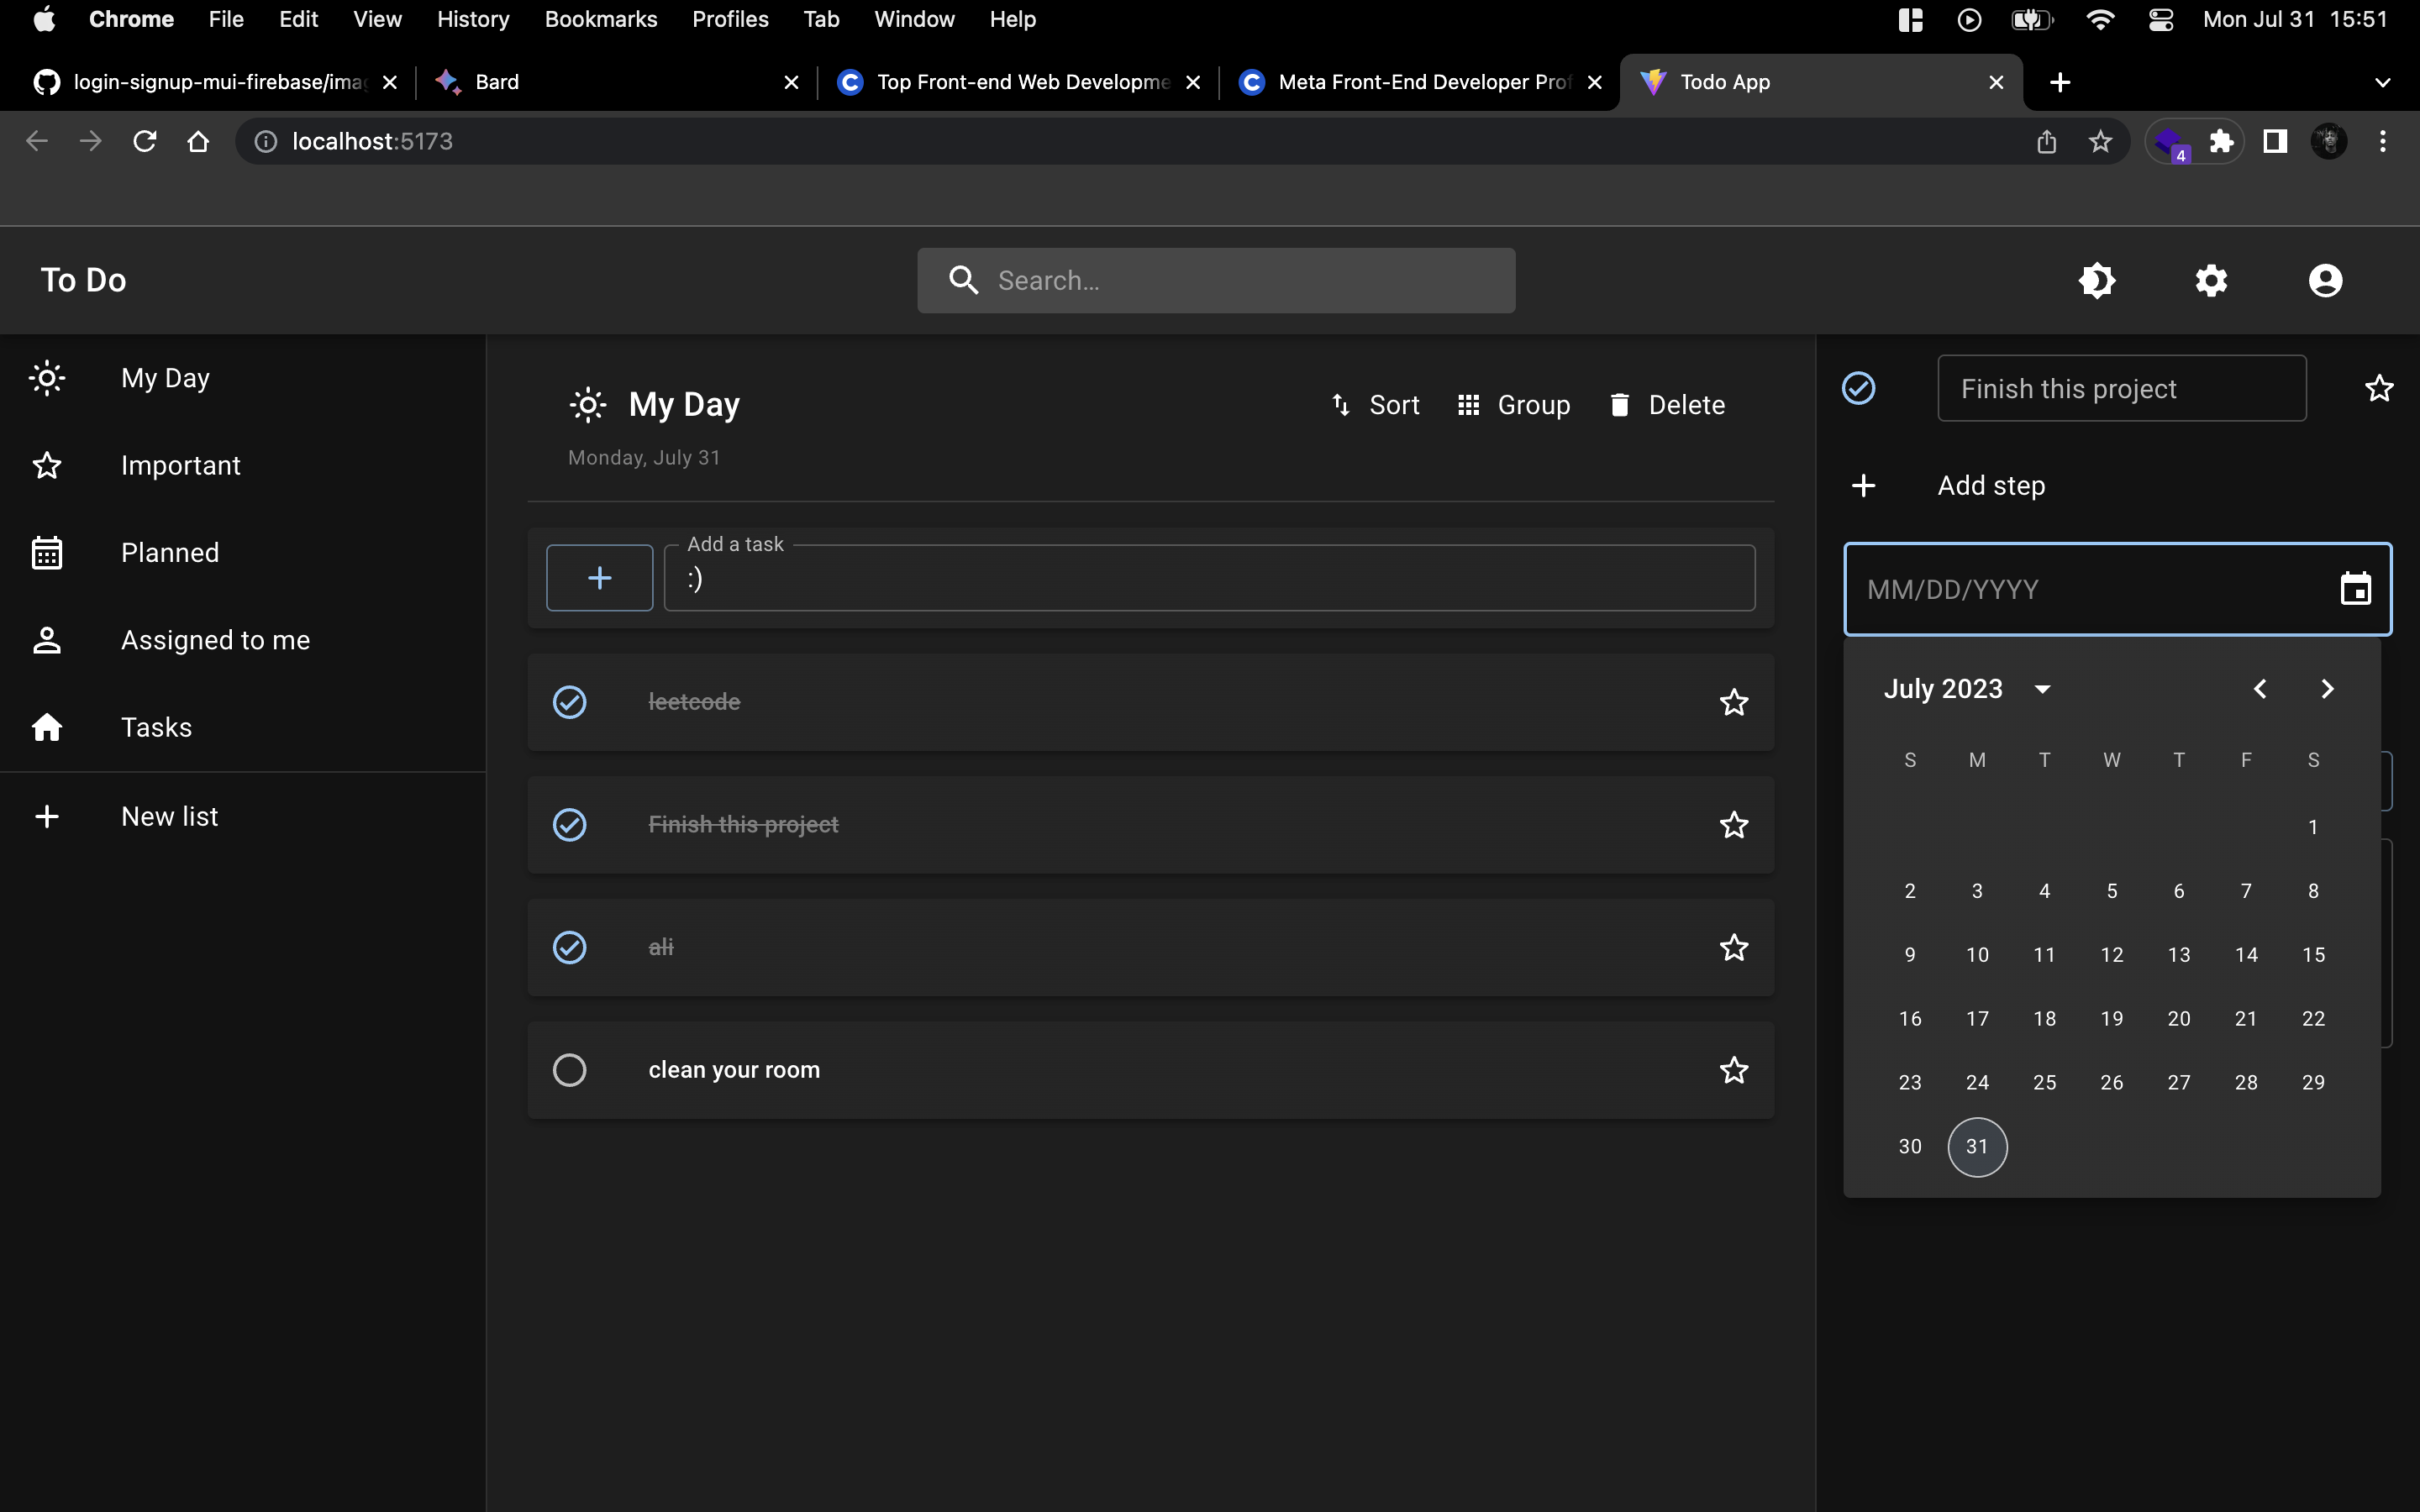 Chrome File Edit View History Bookmarks Profiles Tab Window Help Mon Jul 31 15:51
login-signup-mui-firebase/ima Bard Top Front-end Web Developme Meta Front-End Developer Prof Todo App
localhost:5173
4
To Do
Search…
My Day
Important
Planned
Assigned to me
Tasks
New list
My Day
Sort Group Delete
Monday, July 31
Add a task
:)
leetcode
Finish this project
ali
clean your room
Finish this project
Add step
MM/DD/YYYY
July 2023
S M T W T F S
1
2 3 4 5 6 7 8
9 10 11 12 13 14 15
16 17 18 19 20 21 22
23 24 25 26 27 28 29
30 31